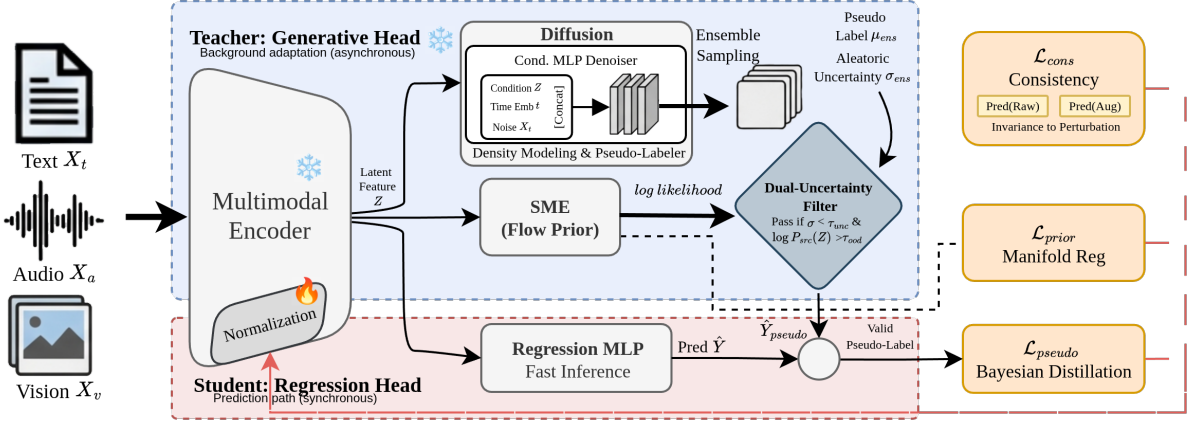 Text X_t
Audio X_a
Vision X_v
Teacher: Generative Head
Background adaptation (asynchronous)
Multimodal
Encoder
Normalization
Student: Regression Head
Prediction path (synchronous)
Latent
Feature
Z
Diffusion
Cond. MLP Denoiser
Condition Z
Time Emb t
Noise X_t
[Concat]
Density Modeling & Pseudo-Labeler
Ensemble
Sampling
Pseudo
Label μ_ens
Aleatoric
Uncertainty σ_ens
SME
(Flow Prior)
log likelihood
Dual-Uncertainty
Filter
Pass if σ < τ_unc &
log P_src(Z) >τ_ood
Regression MLP
Fast Inference
Pred Ŷ
Ŷ_pseudo
Valid
Pseudo-Label
ℒ_cons
Consistency
Pred(Raw)
Pred(Aug)
Invariance to Perturbation
ℒ_prior
Manifold Reg
ℒ_pseudo
Bayesian Distillation